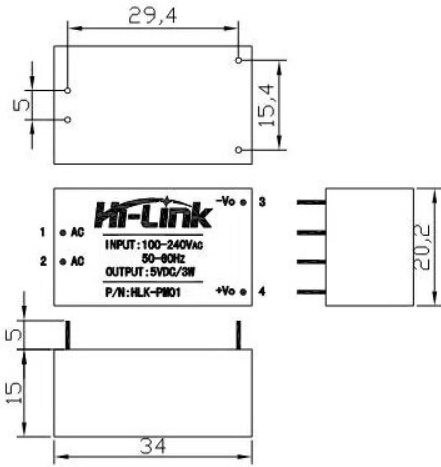 29,4
5
15,4
Hi-Link
-Vo 3
1 AC
INPUT:100-240VAC
2 AC
50-60Hz
OUTPUT:5VDC/3W
P/N:HLK-PM01
+Vo 4
20,2
5
15
34